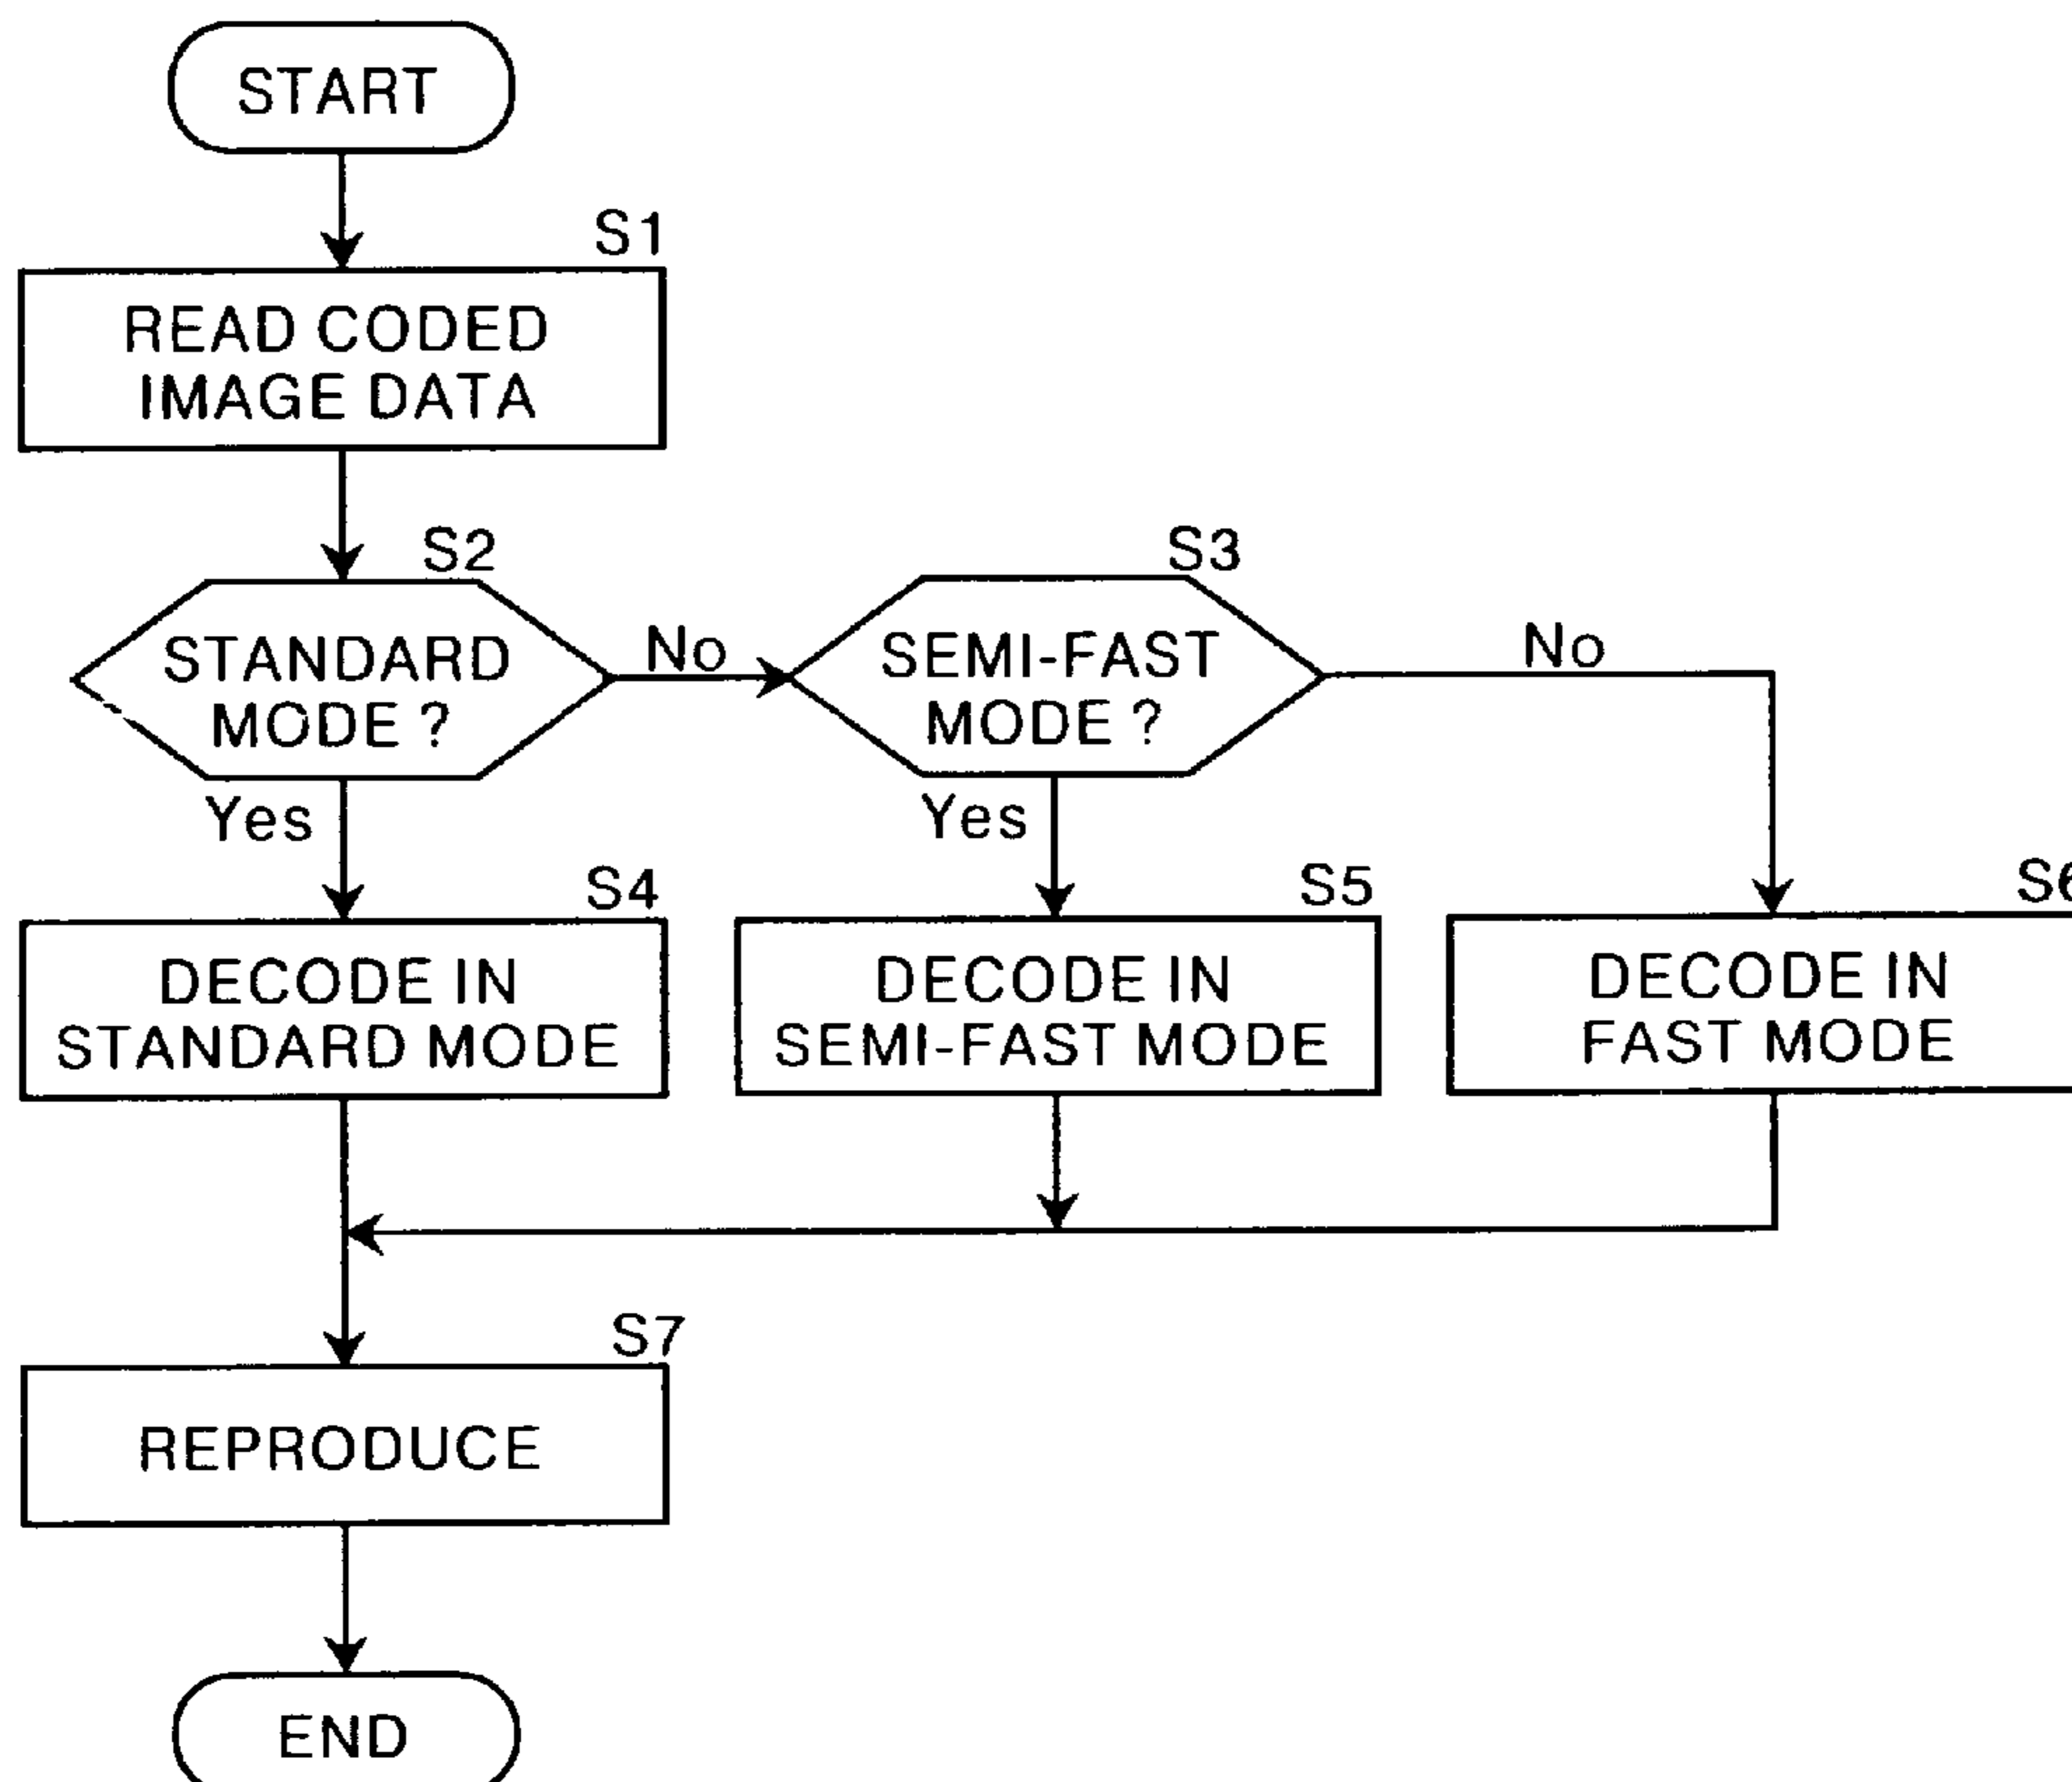 START
S1
READ CODED
IMAGE DATA
S2
STANDARD
MODE ?
No
S3
SEMI-FAST
MODE ?
No
Yes
Yes
S4
DECODE IN
STANDARD MODE
S5
DECODE IN
SEMI-FAST MODE
S6
DECODE IN
FAST MODE
S7
REPRODUCE
END